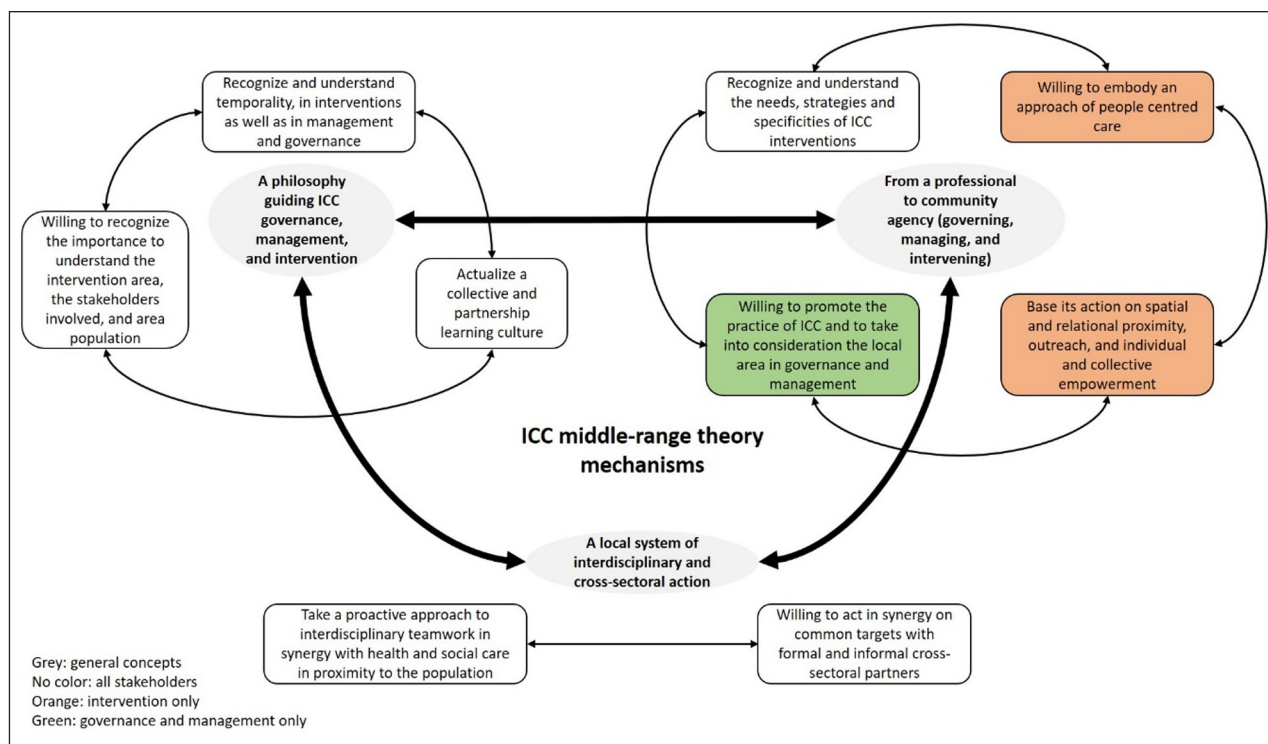 Recognize and understand
temporality, in interventions
as well as in management
and governance
A philosophy
guiding ICC
governance,
management,
and intervention
Willing to recognize
the importance to
understand the
intervention area,
the stakeholders
involved, and area
population
Actualize a
collective and
partnership
learning culture
Recognize and understand
the needs, strategies and
specificities of ICC
interventions
Willing to embody an
approach of people centred
care
From a professional
to community
agency (governing,
managing, and
intervening)
Willing to promote the
practice of ICC and to take
into consideration the local
area in governance and
management
Base its action on spatial
and relational proximity,
outreach, and individual
and collective
empowerment
ICC middle-range theory
mechanisms
A local system of
interdisciplinary and
cross-sectoral action
Take a proactive approach to
interdisciplinary teamwork in
synergy with health and social care
in proximity to the population
Willing to act in synergy on
common targets with
formal and informal cross-
sectoral partners
Grey: general concepts
No color: all stakeholders
Orange: intervention only
Green: governance and management only